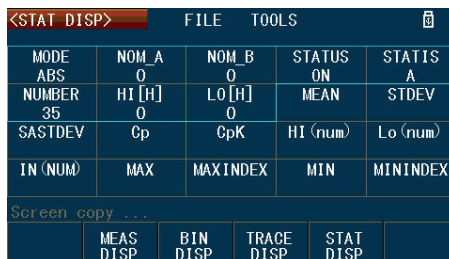 <STAT DISP> FILE TOOLS
MODE NOM_A NOM_B STATUS STATIS
ABS 0 0 ON A
NUMBER HI[H] LO[H] MEAN STDEV
35 0 0
SASTDEV Cp CpK HI(num) Lo(num)
IN(NUM) MAX MAXINDEX MIN MININDEX
Screen copy ...
MEAS BIN TRACE STAT
DISP DISP DISP DISP